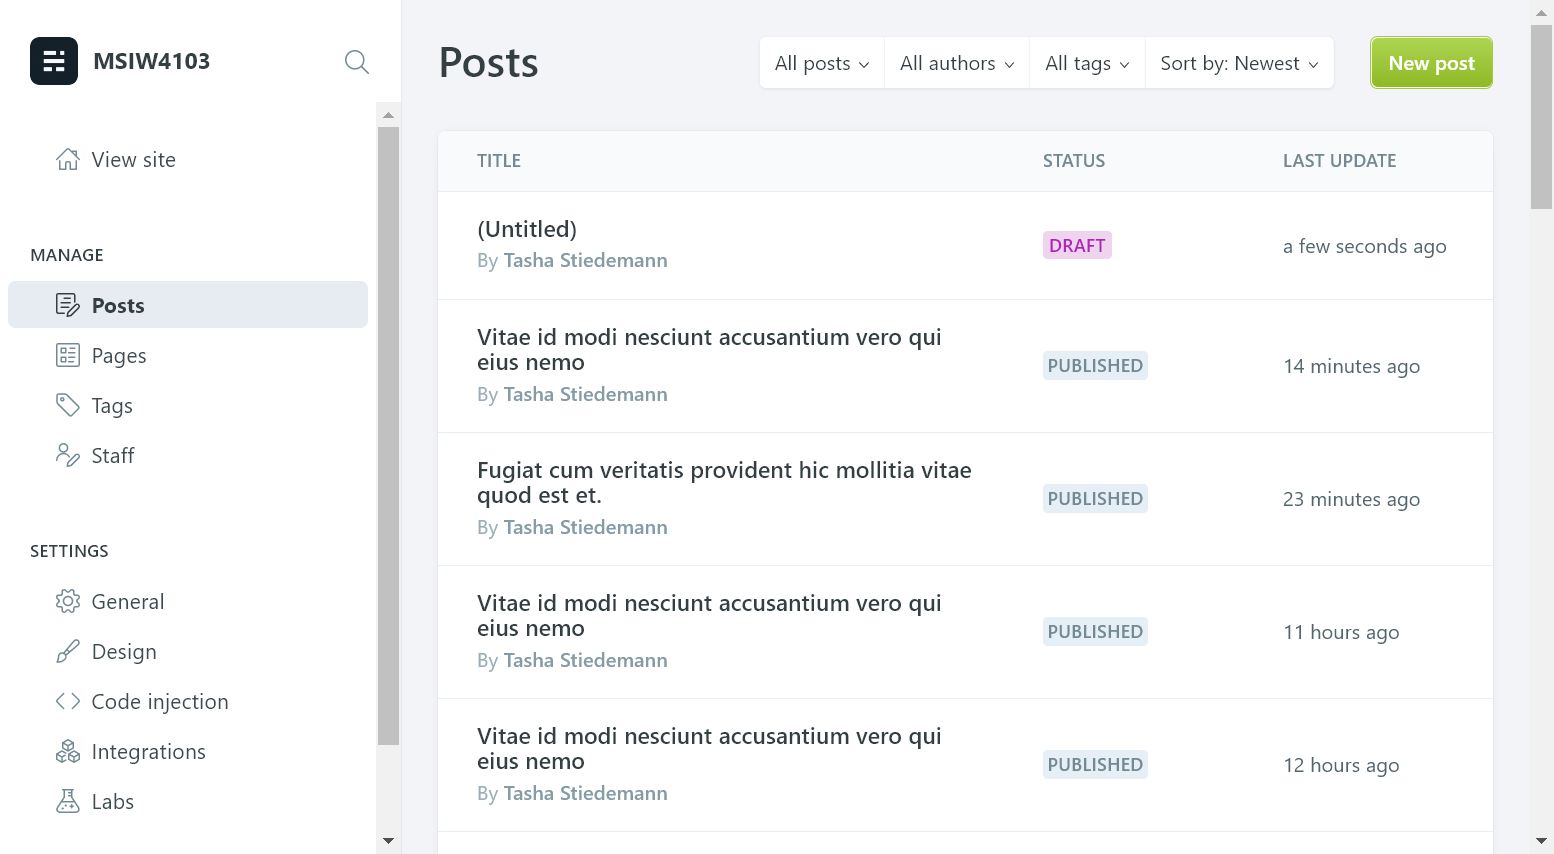 MSIW4103
View site
MANAGE
Posts
Pages
Tags
Staff
SETTINGS
General
Design
Code injection
Integrations
Labs
Posts
All posts
All authors
All tags
Sort by: Newest
New post
TITLE
STATUS
LAST UPDATE
(Untitled)
By Tasha Stiedemann
DRAFT
a few seconds ago
Vitae id modi nesciunt accusantium vero qui
eius nemo
By Tasha Stiedemann
PUBLISHED
14 minutes ago
Fugiat cum veritatis provident hic mollitia vitae
quod est et.
By Tasha Stiedemann
PUBLISHED
23 minutes ago
Vitae id modi nesciunt accusantium vero qui
eius nemo
By Tasha Stiedemann
PUBLISHED
11 hours ago
Vitae id modi nesciunt accusantium vero qui
eius nemo
By Tasha Stiedemann
PUBLISHED
12 hours ago